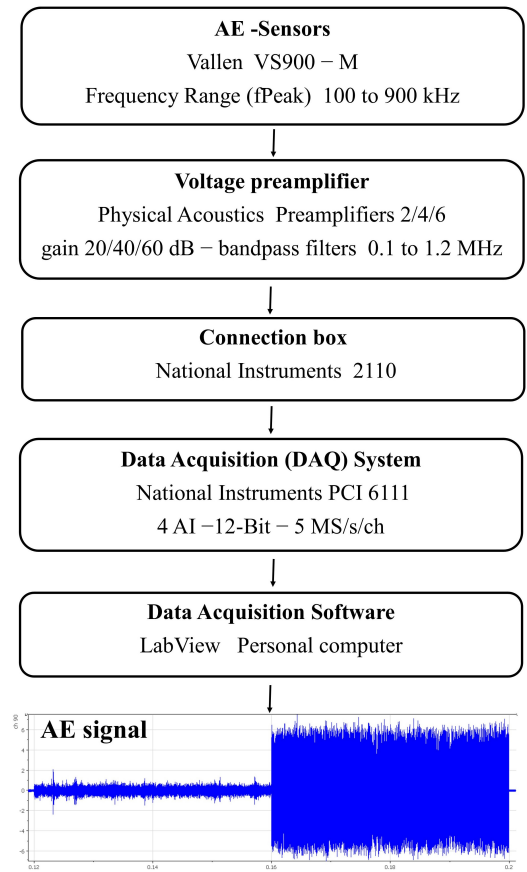 AE -Sensors
Vallen VS900 − M
Frequency Range (fPeak) 100 to 900 kHz
Voltage preamplifier
Physical Acoustics Preamplifiers 2/4/6
gain 20/40/60 dB − bandpass filters 0.1 to 1.2 MHz
Connection box
National Instruments 2110
Data Acquisition (DAQ) System
National Instruments PCI 6111
4 AI −12-Bit − 5 MS/s/ch
Data Acquisition Software
LabView Personal computer
AE signal
6
4
2
0
-2
-4
-6
0.12
0.14
0.16
0.18
0.2